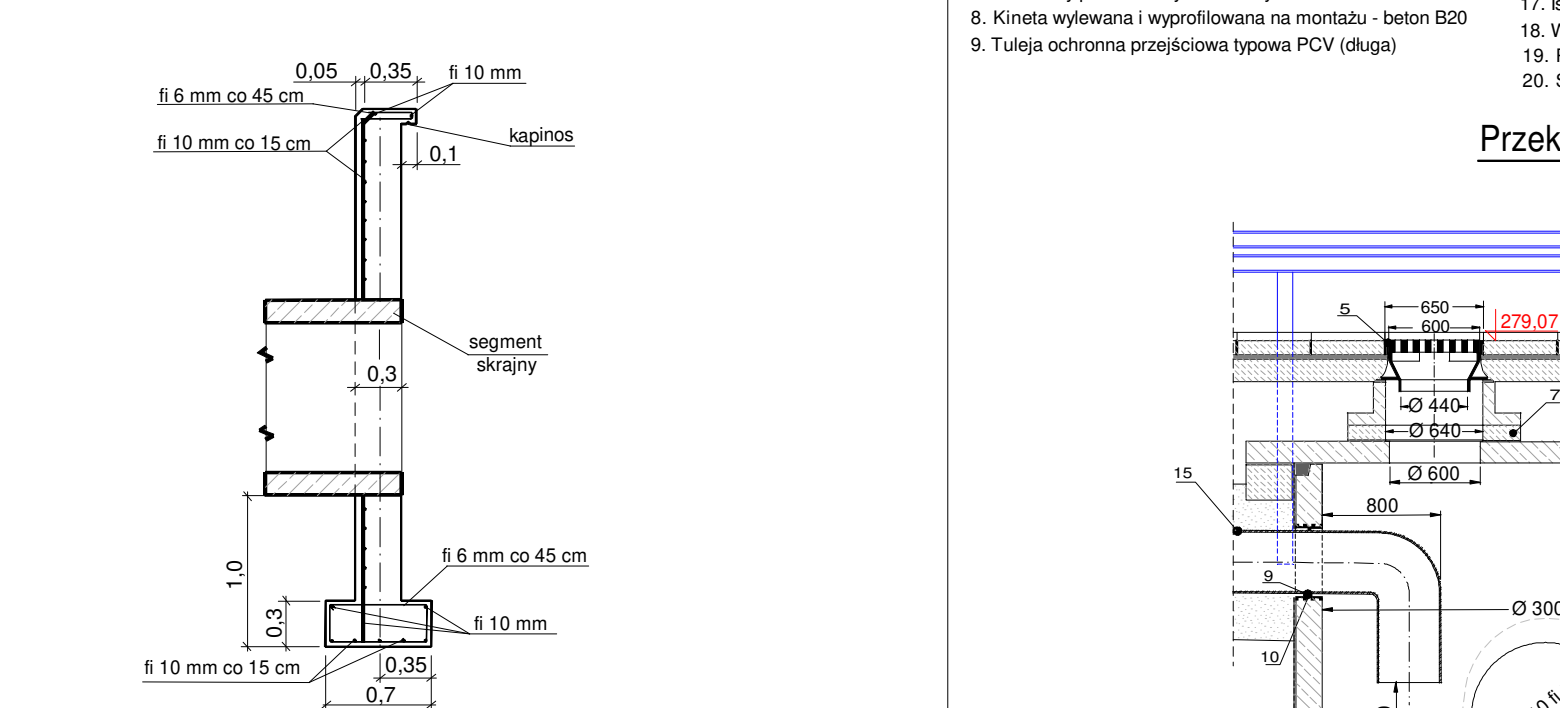 0,05 0,35 fi 10 mm
fi 6 mm co 45 cm
fi 10 mm co 15 cm
kapinos
0,1
segment
skrajny
0,3
1,0
fi 6 mm co 45 cm
0,3
fi 10 mm
fi 10 mm co 15 cm
0,35
0,7
8. Kineta wylewana i wyprofilowana na montażu - beton B20
9. Tuleja ochronna przejściowa typowa PCV (długa)
17.
18.
19.
20.
Przek
5
650
600
279,07
7
Ø 440
Ø 640
Ø 600
15
800
9
Ø 300
10